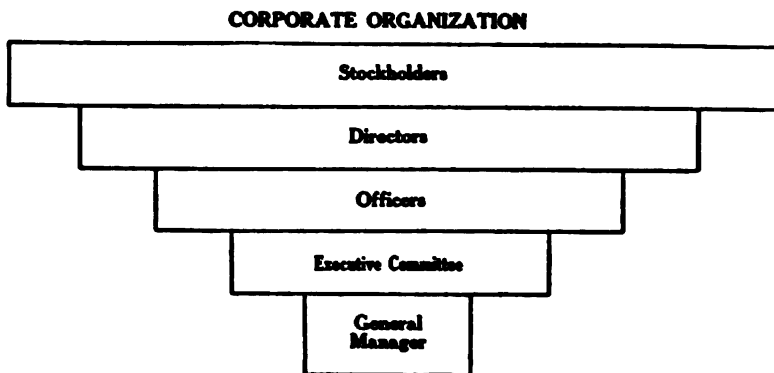 CORPORATE ORGANIZATION
Stockholders
Directors
Officers
Executive Committee
General
Manager